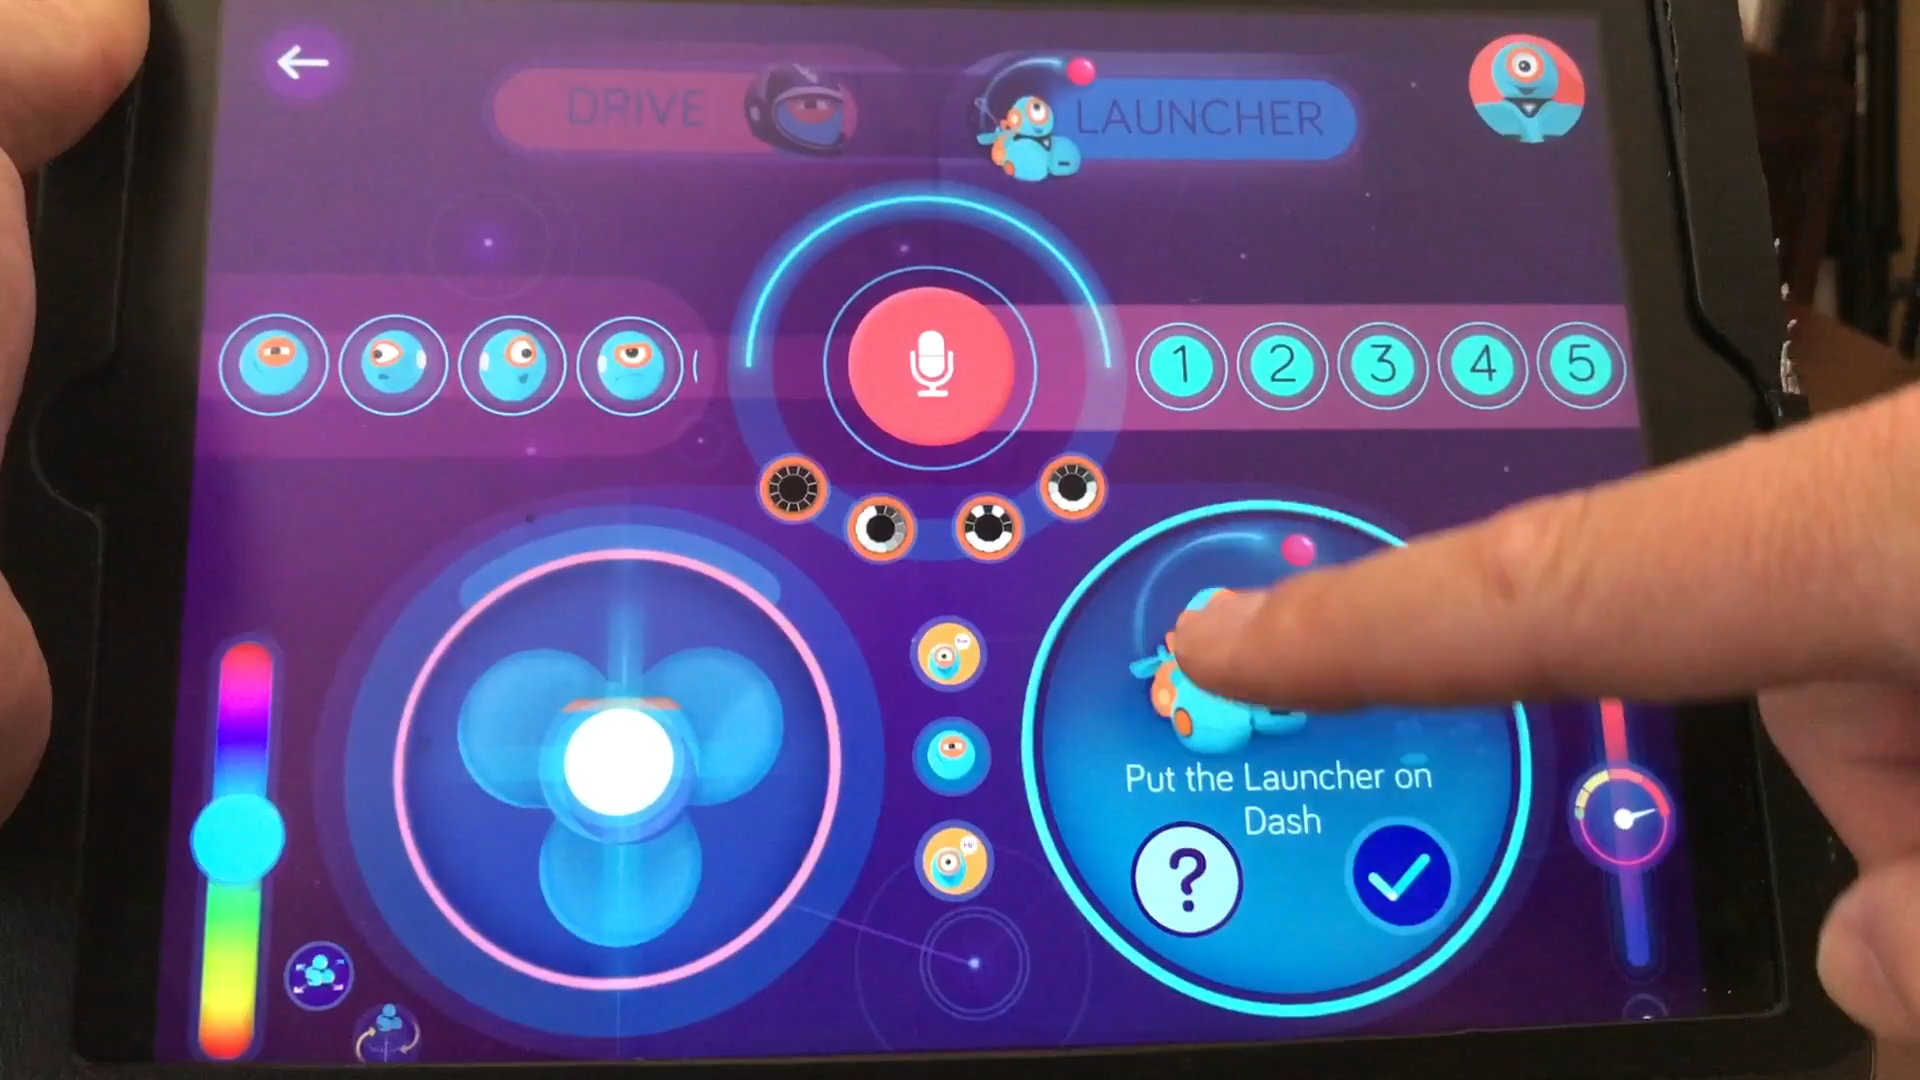 DRIVE
LAUNCHER
1 2 3 4 5
Put the Launcher on
Dash
?